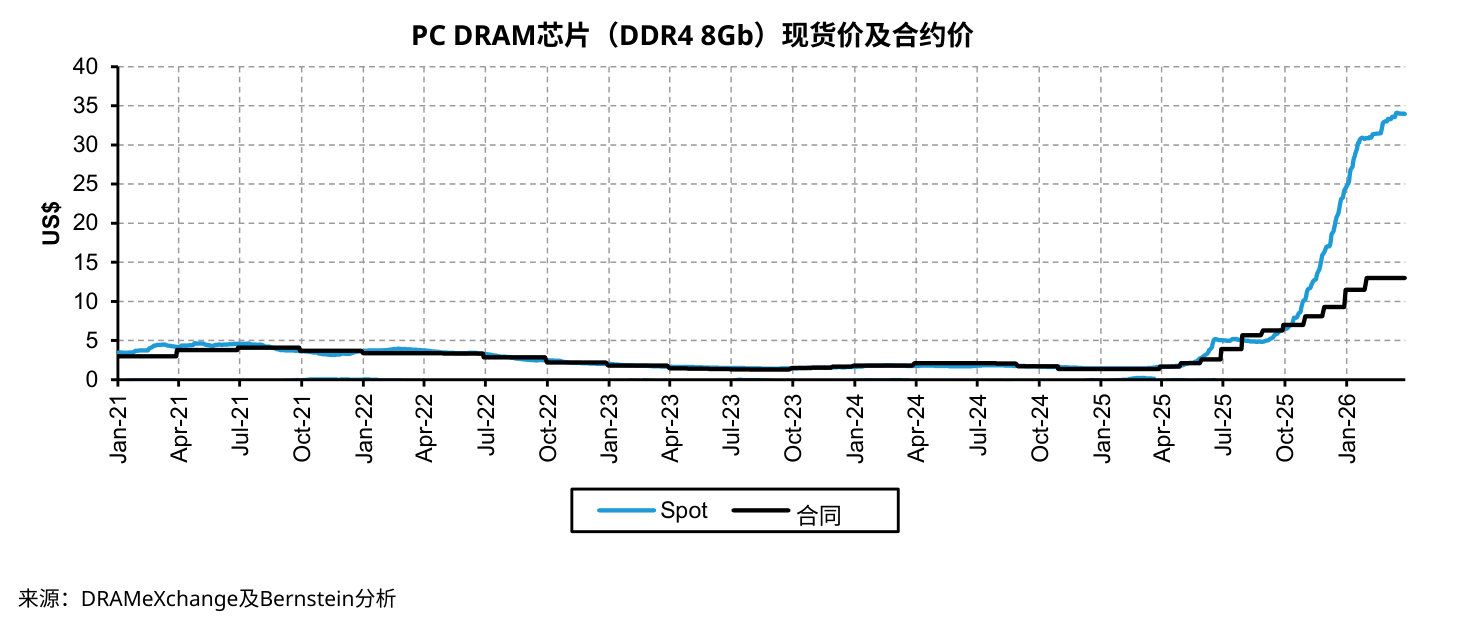 PC DRAM芯片（DDR4 8Gb）现货价及合约价
40
35
30
25
20
15
10
5
0
US$
Jan-21
Apr-21
Jul-21
Oct-21
Jan-22
Apr-22
Jul-22
Oct-22
Jan-23
Apr-23
Jul-23
Oct-23
Jan-24
Apr-24
Jul-24
Oct-24
Jan-25
Apr-25
Jul-25
Oct-25
Jan-26
Spot 合同
来源：DRAMeXchange及Bernstein分析